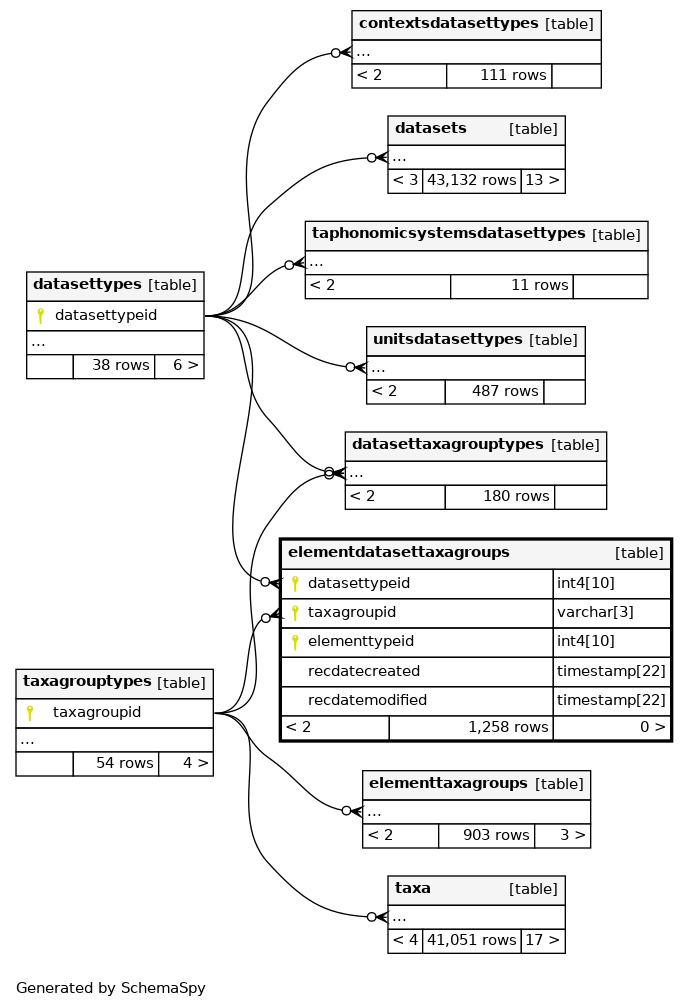 contextsdatasettypes [table]
...
< 2 111 rows
datasets [table]
...
< 3 43,132 rows 13 >
taphonomicsystemsdatasettypes [table]
...
< 2 11 rows
datasettypes [table]
datasettypeid
...
38 rows 6 >
unitsdatasettypes [table]
...
< 2 487 rows
datasettaxagrouptypes [table]
...
< 2 180 rows
elementdatasettaxagroups [table]
datasettypeid int4[10]
taxagroupid varchar[3]
elementtypeid int4[10]
recdatecreated timestamp[22]
recdatemodified timestamp[22]
< 2 1,258 rows 0 >
taxagrouptypes [table]
taxagroupid
...
54 rows 4 >
elementtaxagroups [table]
...
< 2 903 rows 3 >
taxa [table]
...
< 4 41,051 rows 17 >
Generated by SchemaSpy